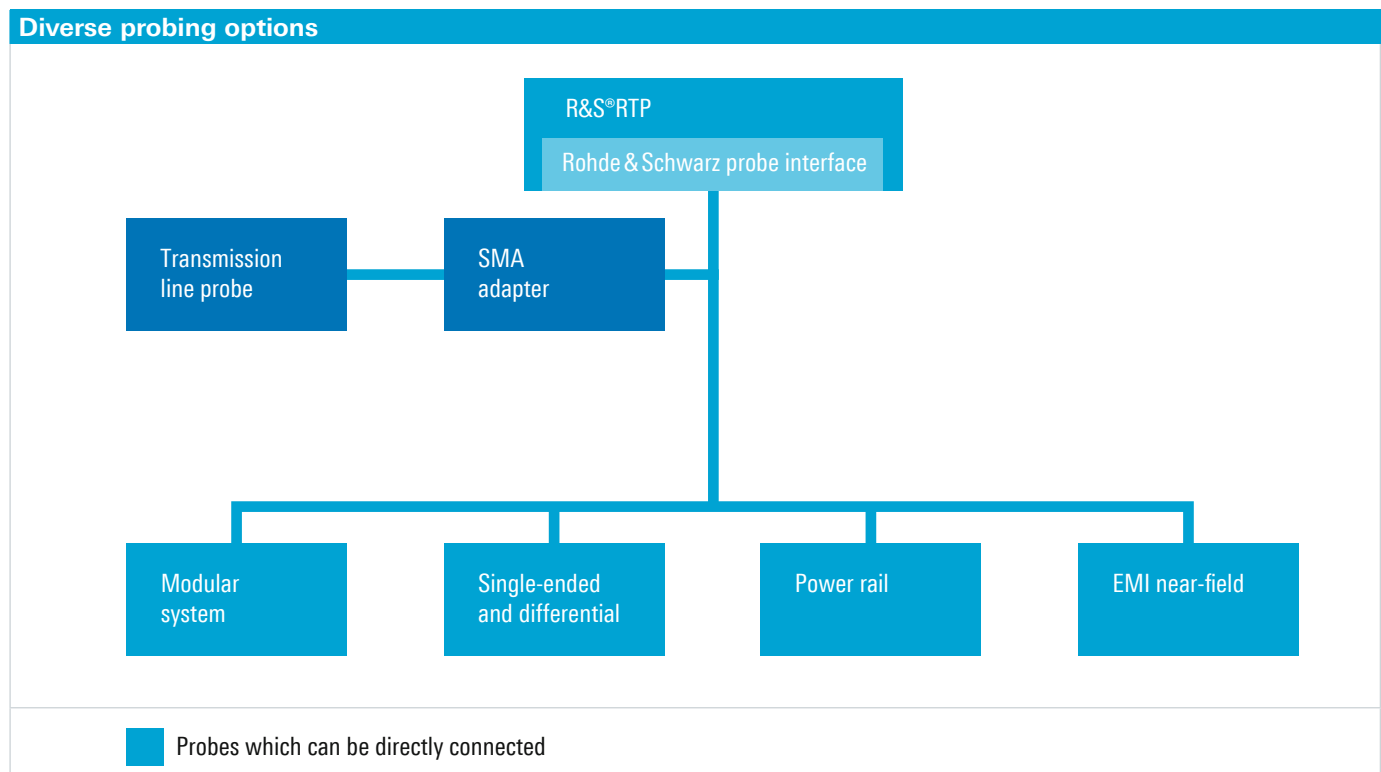 Diverse probing options
R&S®RTP
Rohde & Schwarz probe interface
Transmission
line probe
SMA
adapter
Modular
system
Single-ended
and differential
Power rail
EMI near-field
Probes which can be directly connected